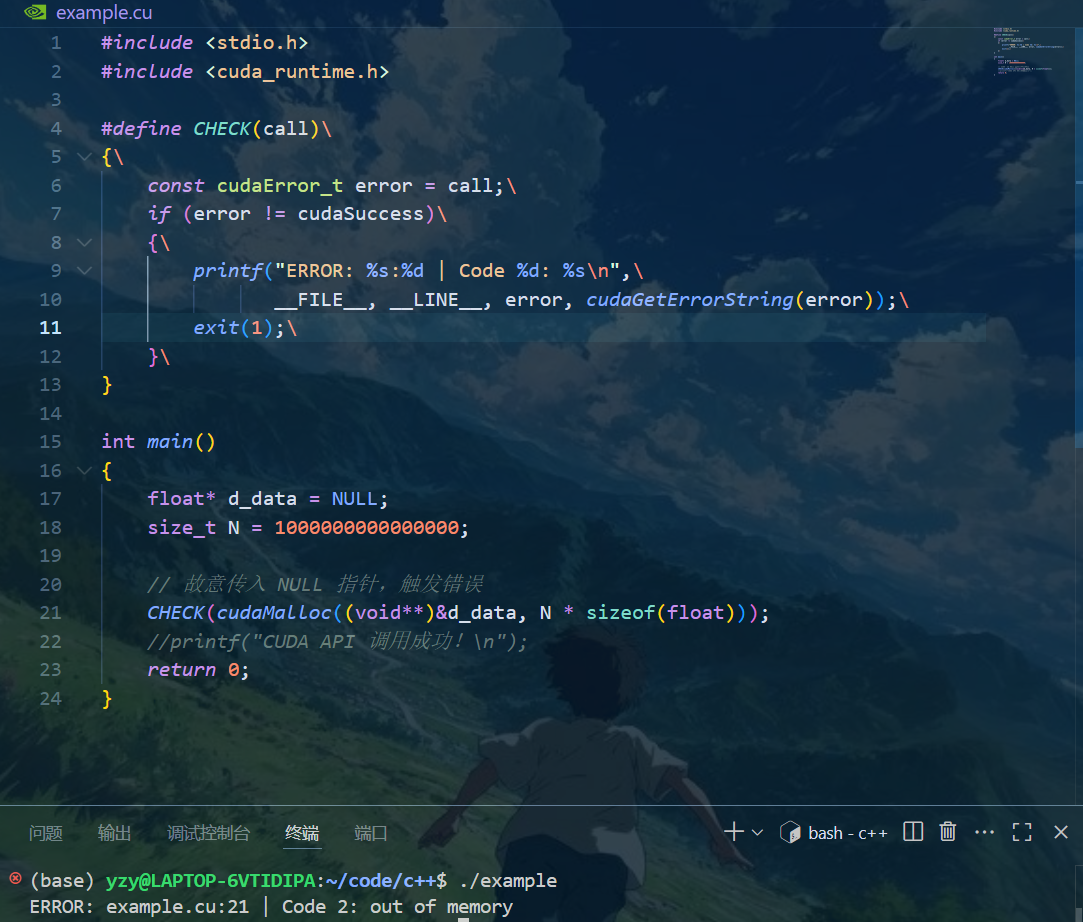 example.cu
1 #include <stdio.h>
2 #include <cuda_runtime.h>
3
4 #define CHECK(call)\
5 {\
6     const cudaError_t error = call;\
7     if (error != cudaSuccess)\
8     {\
9         printf("ERROR: %s:%d | Code %d: %s\n",\
10                __FILE__, __LINE__, error, cudaGetErrorString(error));\
11         exit(1);\
12     }\
13 }
14
15 int main()
16 {
17     float* d_data = NULL;
18     size_t N = 1000000000000000;
19
20     // 故意传入 NULL 指针，触发错误
21     CHECK(cudaMalloc((void**)&d_data, N * sizeof(float)));
22     //printf("CUDA API 调用成功！\n");
23     return 0;
24 }
问题 输出 调试控制台 终端 端口 bash - c++
(base) yzy@LAPTOP-6VTIDIPA:~/code/c++$ ./example
ERROR: example.cu:21 | Code 2: out of memory